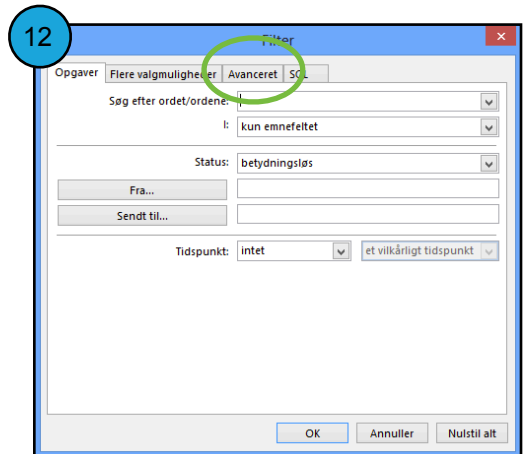 12
Filter
Opgaver Flere valgmuligheder Avanceret SQL
Søg efter ordet/ordene:
I: kun emnefeltet
Status: betydningsløs
Fra...
Sendt til...
Tidspunkt: intet et vilkårligt tidspunkt
OK Annuller Nulstil alt